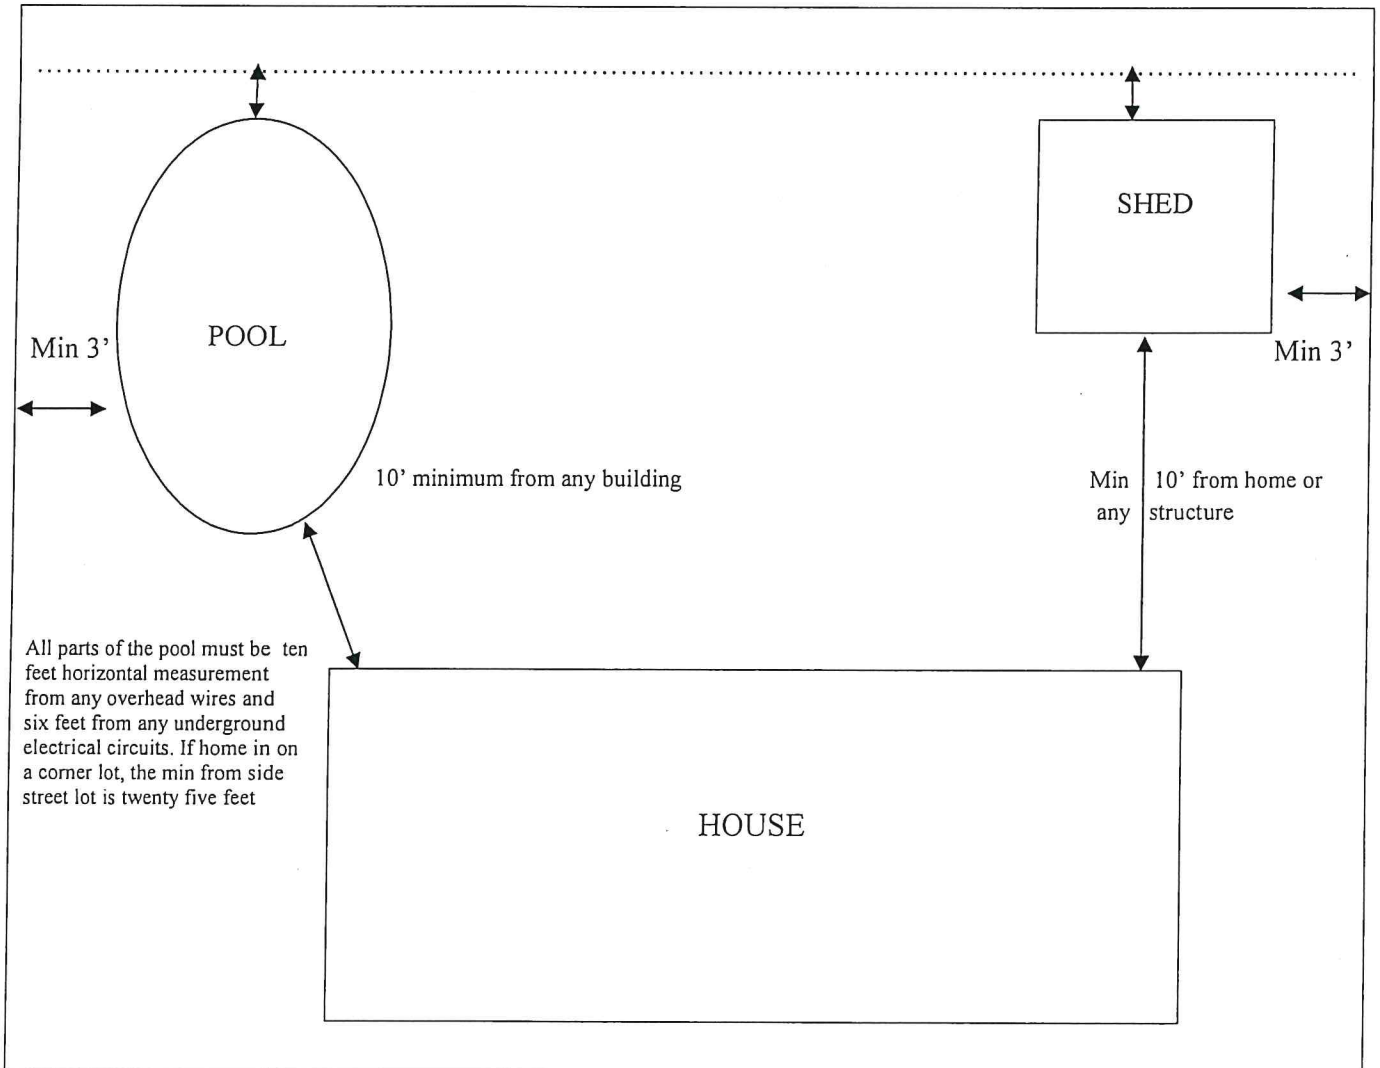 SHED
POOL
Min 3’
Min 3’
10’ minimum from any building
Min 10’ from home or
any structure
All parts of the pool must be ten
feet horizontal measurement
from any overhead wires and
six feet from any underground
electrical circuits. If home in on
a corner lot, the min from side
street lot is twenty five feet
HOUSE